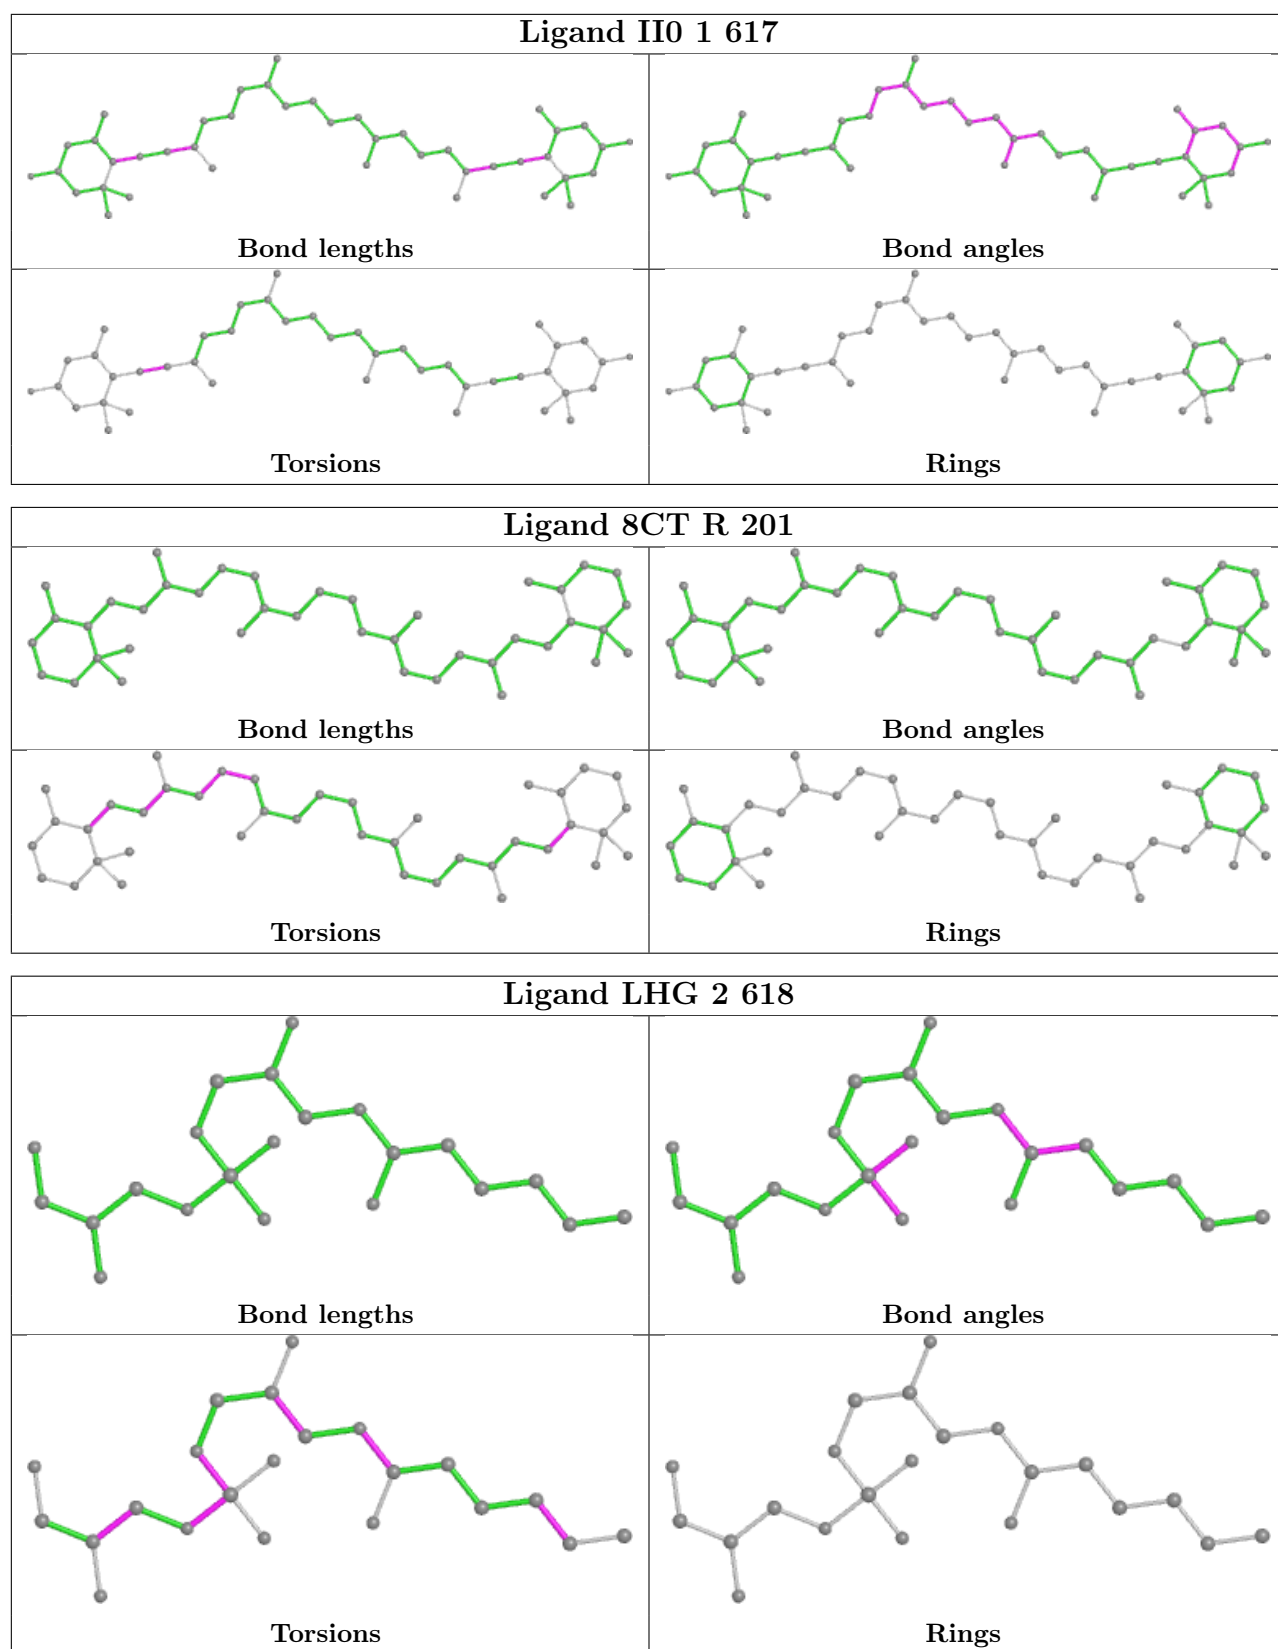 Ligand II0 1 617
Bond lengths
Bond angles
Torsions
Rings
Ligand 8CT R 201
Bond lengths
Bond angles
Torsions
Rings
Ligand LHG 2 618
Bond lengths
Bond angles
Torsions
Rings